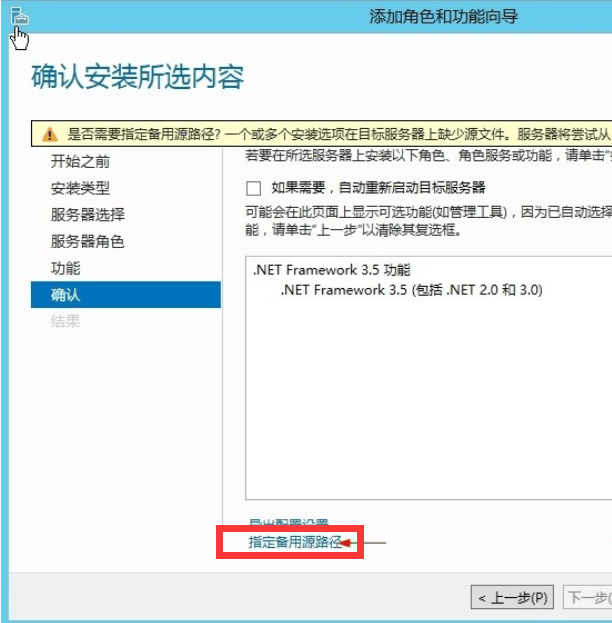 添加角色和功能向导
确认安装所选内容
是否需要指定备用源路径? 一个或多个安装选项在目标服务器上缺少源文件。服务器将尝试从
开始之前
安装类型
服务器选择
服务器角色
功能
确认
结果
若要在所选服务器上安装以下角色、角色服务或功能，请单击"
如果需要，自动重新启动目标服务器
可能会在此页面上显示可选功能(如管理工具)，因为已自动选择
能，请单击"上一步"以清除其复选框。
.NET Framework 3.5 功能
.NET Framework 3.5 (包括 .NET 2.0 和 3.0)
导出配置设置
指定备用源路径
< 上一步(P)
下一步(